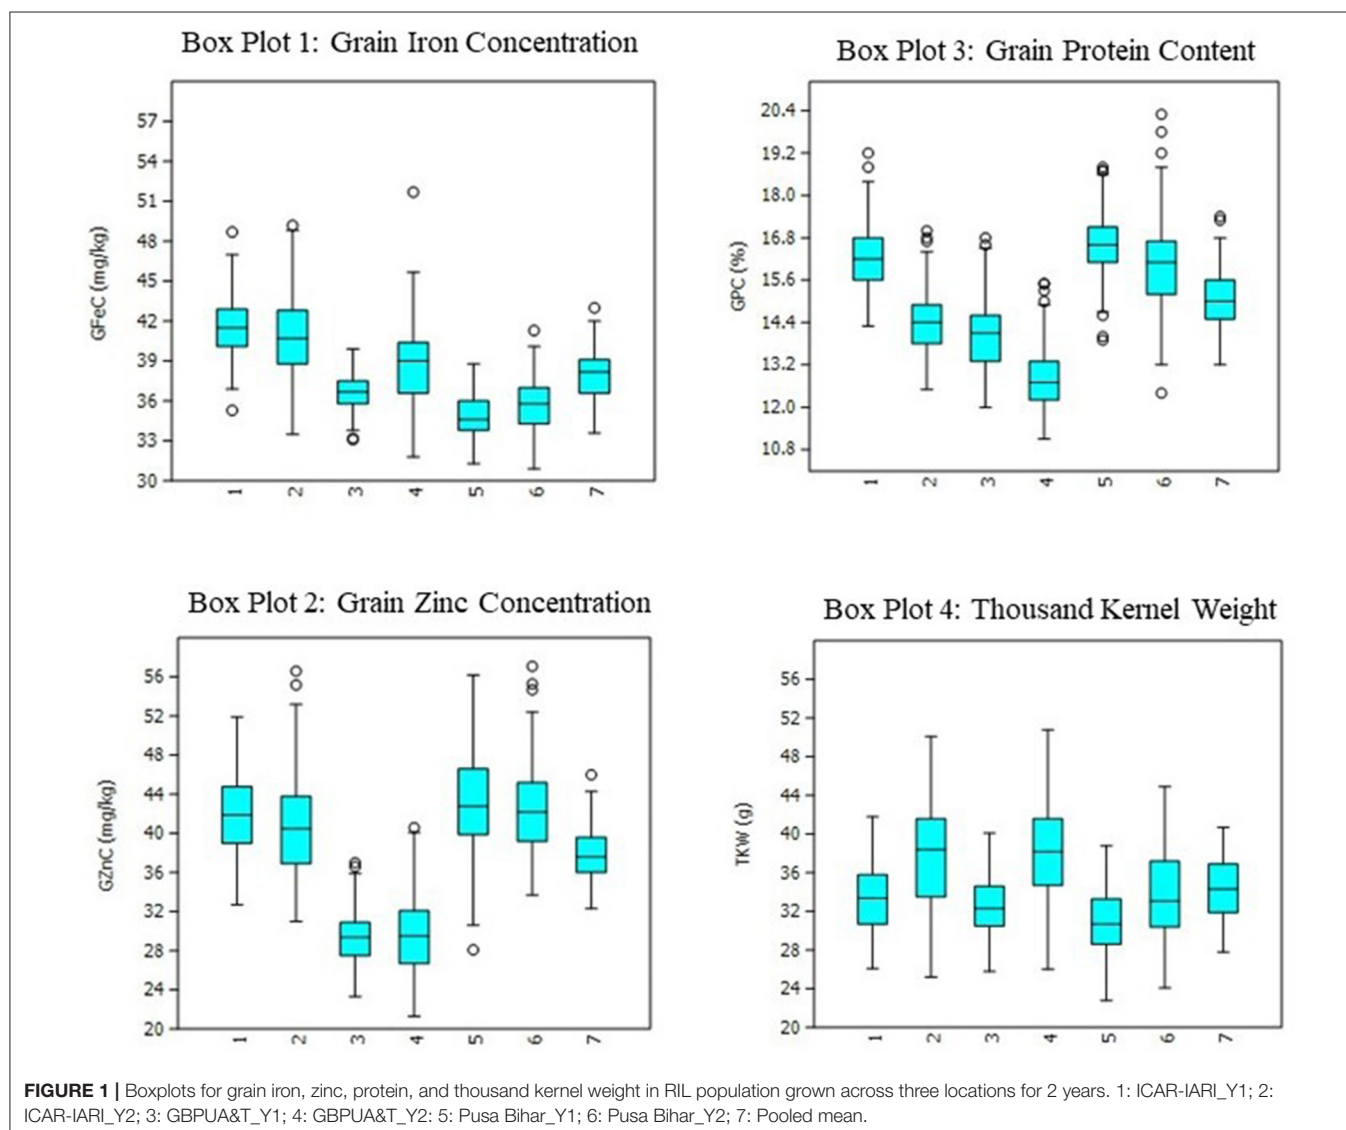 Box Plot 1: Grain Iron Concentration
57
54
51
48
45
42
39
36
33
30
GFeC (mg/kg)
1 2 3 4 5 6 7
Box Plot 3: Grain Protein Content
20.4
19.2
18.0
16.8
15.6
14.4
13.2
12.0
10.8
GPC (%)
1 2 3 4 5 6 7
Box Plot 2: Grain Zinc Concentration
56
52
48
44
40
36
32
28
24
20
GZnC (mg/kg)
1 2 3 4 5 6 7
Box Plot 4: Thousand Kernel Weight
56
52
48
44
40
36
32
28
24
20
TKW (g)
1 2 3 4 5 6 7
FIGURE 1 | Boxplots for grain iron, zinc, protein, and thousand kernel weight in RIL population grown across three locations for 2 years. 1: ICAR-IARI_Y1; 2:
ICAR-IARI_Y2; 3: GBPUA&T_Y1; 4: GBPUA&T_Y2: 5: Pusa Bihar_Y1; 6: Pusa Bihar_Y2; 7: Pooled mean.